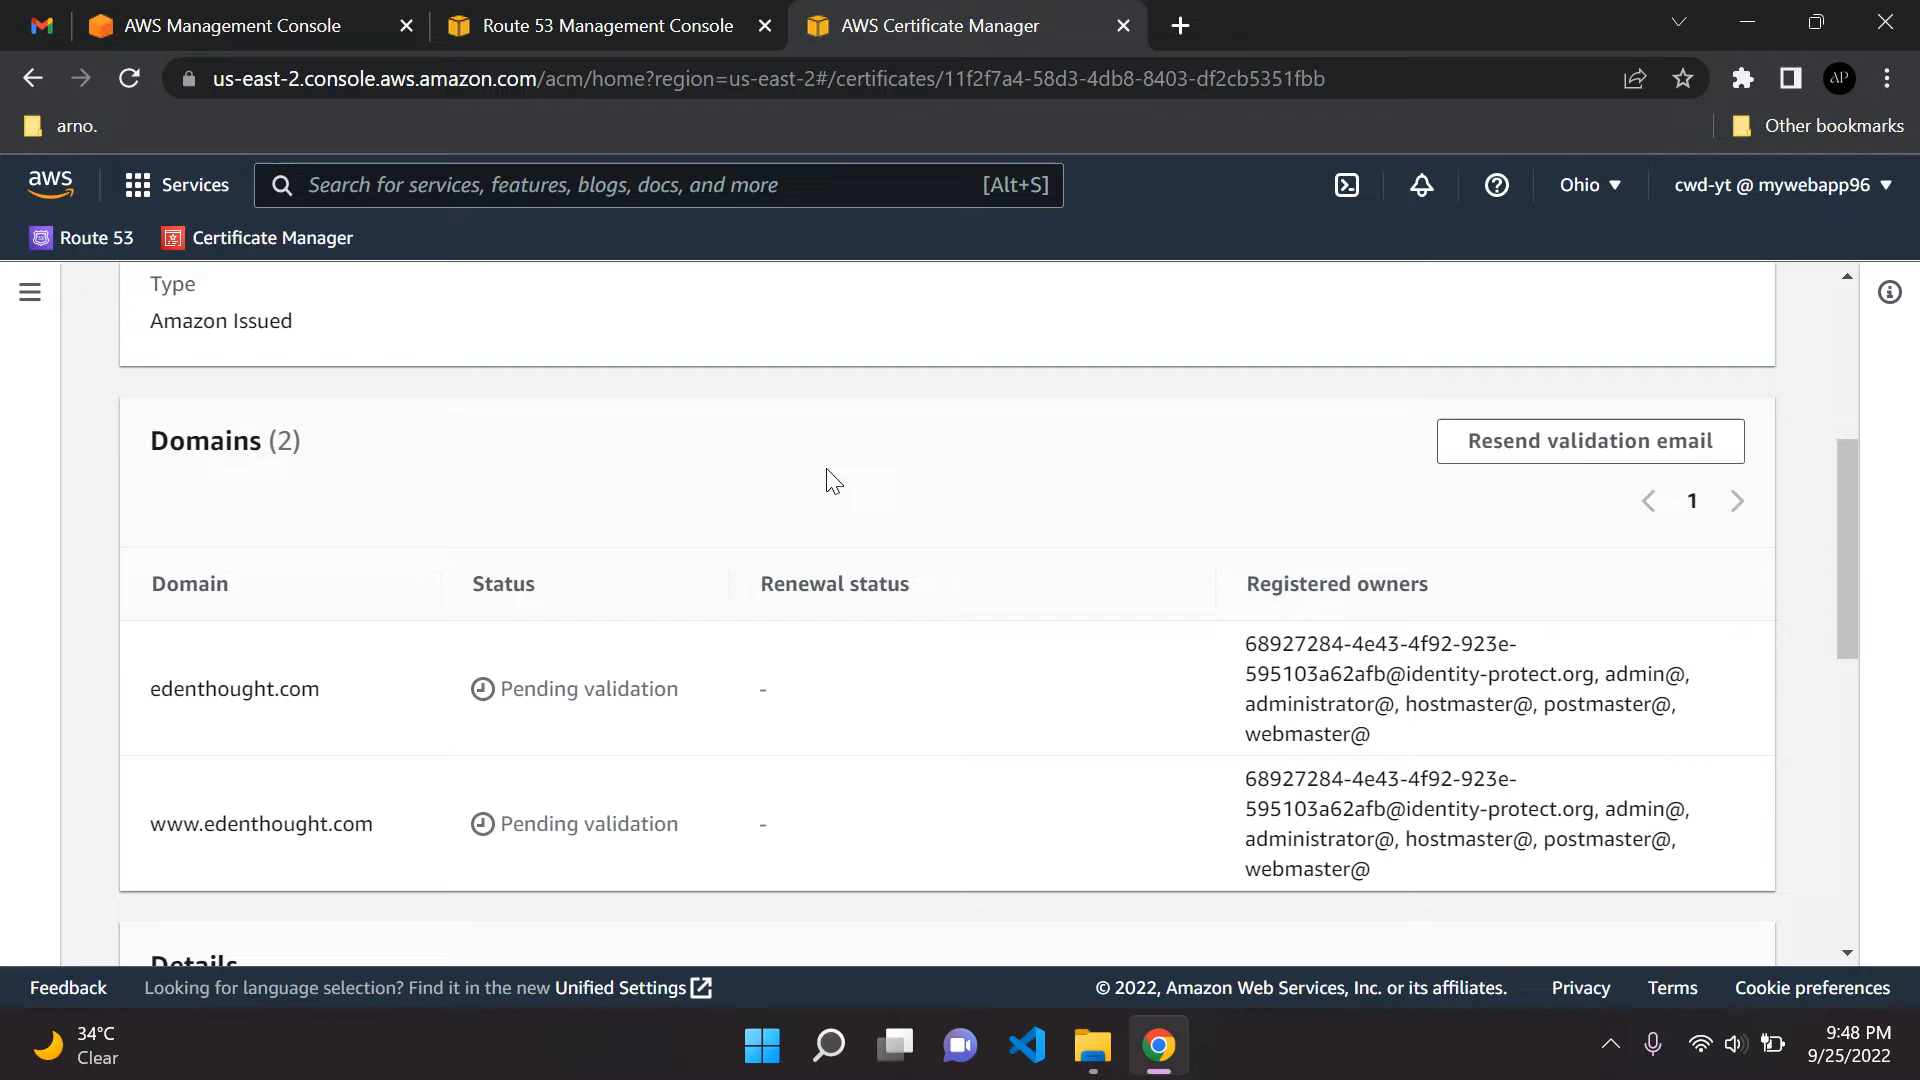 AWS Management Console
Route 53 Management Console
AWS Certificate Manager
us-east-2.console.aws.amazon.com/acm/home?region=us-east-2#/certificates/11f2f7a4-58d3-4db8-8403-df2cb5351fbb
AP
arno.
Other bookmarks
aws
Services
Search for services, features, blogs, docs, and more
[Alt+S]
Ohio
cwd-yt @ mywebapp96
Route 53
Certificate Manager
Type
Amazon Issued
Domains (2)
Resend validation email
1
Domain
Status
Renewal status
Registered owners
edenthought.com
Pending validation
-
68927284-4e43-4f92-923e-
595103a62afb@identity-protect.org, admin@,
administrator@, hostmaster@, postmaster@,
webmaster@
www.edenthought.com
Pending validation
-
68927284-4e43-4f92-923e-
595103a62afb@identity-protect.org, admin@,
administrator@, hostmaster@, postmaster@,
webmaster@
Details
Feedback
Looking for language selection? Find it in the new Unified Settings
© 2022, Amazon Web Services, Inc. or its affiliates.
Privacy
Terms
Cookie preferences
34°C
Clear
9:48 PM
9/25/2022